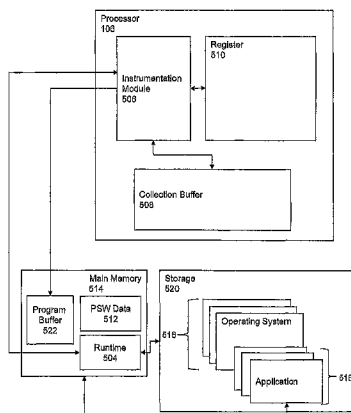 Processor
106
Instrumentation
Module
506
Register
510
Collection Buffer
508
Main Memory
514
Program
Buffer
522
PSW Data
512
Runtime
504
Storage
520
516
Operating System
Application
518